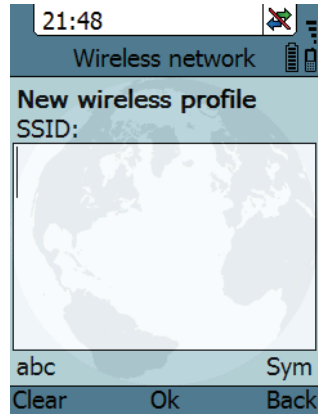 21:48
Wireless network
New wireless profile
SSID:
abc Sym
Clear Ok Back